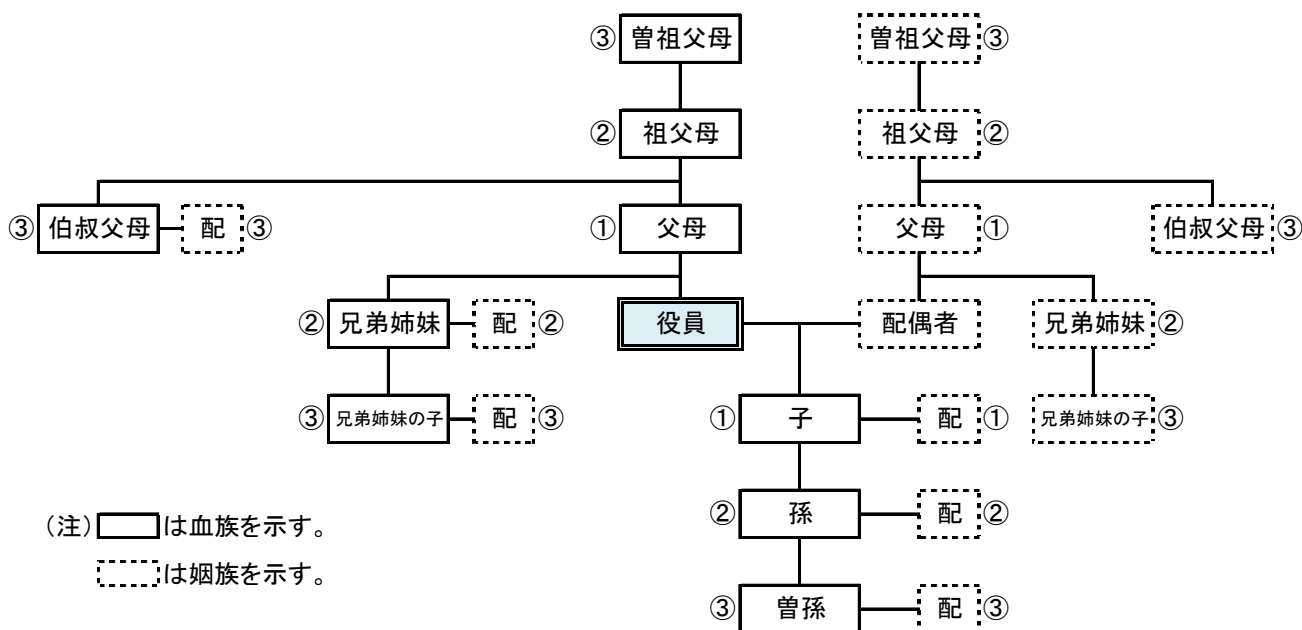 ③ 曽祖父母 曽祖父母 ③
② 祖父母 祖父母 ②
③ 伯叔父母 配 ③ ① 父母 父母 ① 伯叔父母 ③
② 兄弟姉妹 配 ② 役員 配偶者 兄弟姉妹 ②
③ 兄弟姉妹の子 配 ③ ① 子 配 ① 兄弟姉妹の子 ③
② 孫 配 ②
(注) は血族を示す。
は姻族を示す。
③ 曽孫 配 ③